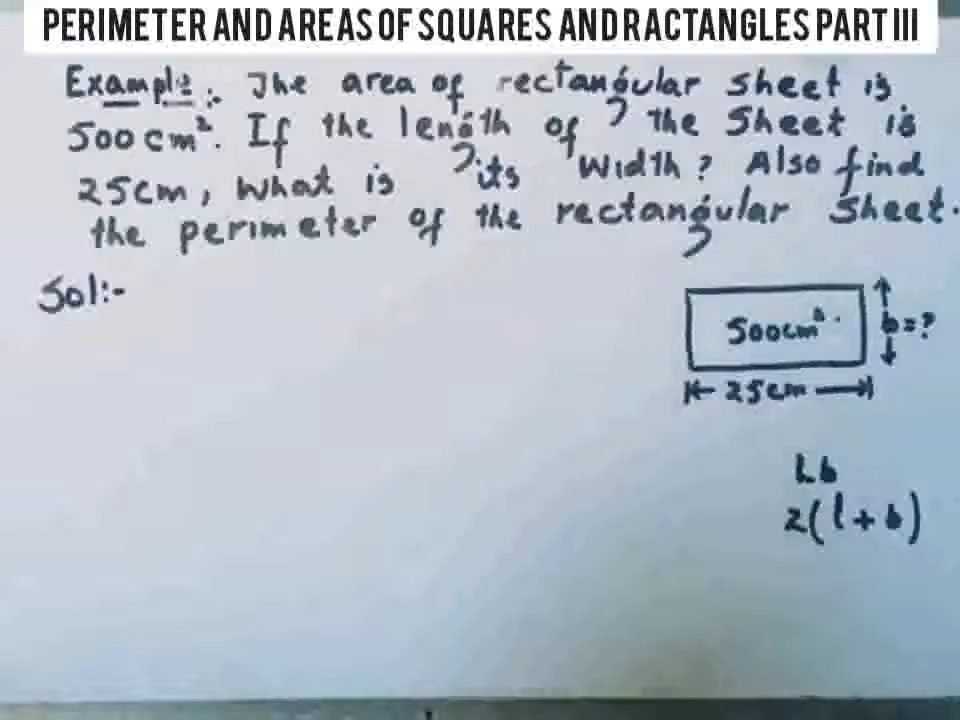 PERIMETER AND AREAS OF SQUARES AND RACTANGLES PART III
Example:. The area of rectangular sheet is
500cm². If the length of the Sheet is
25cm, What is its Width? Also find
the perimeter of the rectangular Sheet.
Sol:-
500cm².
b=?
25cm
Lb
2(l+b)